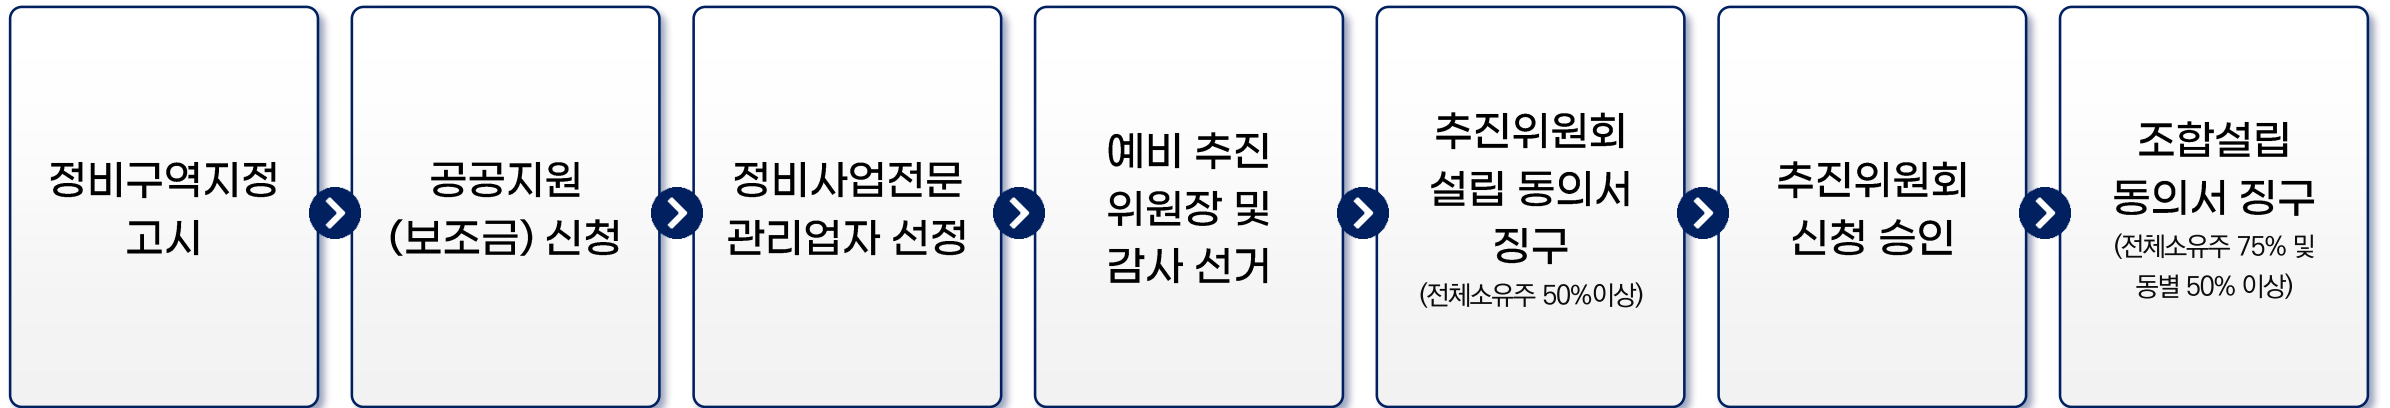 정비구역지정
고시
공공지원
(보조금) 신청
정비사업전문
관리업자 선정
예비 추진
위원장 및
감사 선거
추진위원회
설립 동의서
징구
(전체소유주 50%이상)
추진위원회
신청 승인
조합설립
동의서 징구
(전체소유주 75% 및
동별 50% 이상)